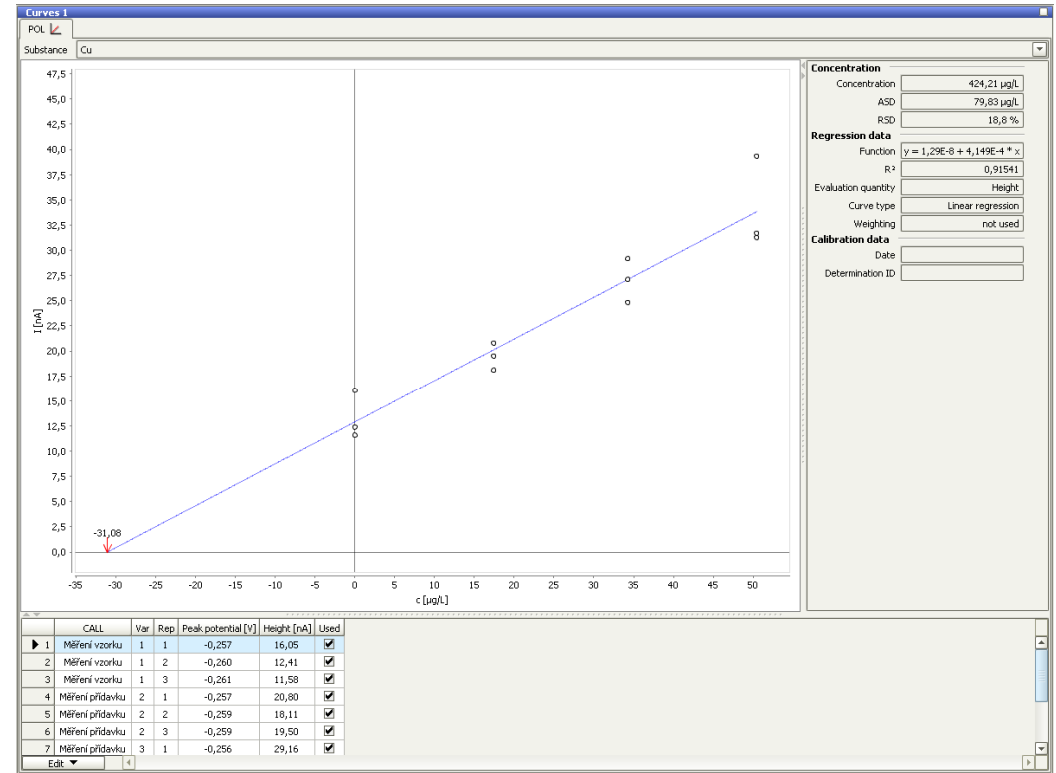 Curves 1
POL
Substance Cu
47,5
45,0
42,5
40,0
37,5
35,0
32,5
30,0
27,5
25,0
22,5
20,0
17,5
15,0
12,5
10,0
7,5
5,0
2,5
0,0
I [nA]
-31,08
-35 -30 -25 -20 -15 -10 -5 0 5 10 15 20 25 30 35 40 45 50
c [µg/L]
Concentration
Concentration 424,21 µg/L
ASD 79,83 µg/L
RSD 18,8 %
Regression data
Function y = 1,29E-8 + 4,149E-4 * x
R² 0,91541
Evaluation quantity Height
Curve type Linear regression
Weighting not used
Calibration data
Date
Determination ID
CALL Var Rep Peak potential [V] Height [nA] Used
1 Měření vzorku 1 1 -0,257 16,05
2 Měření vzorku 1 2 -0,260 12,41
3 Měření vzorku 1 3 -0,261 11,58
4 Měření přídavku 2 1 -0,257 20,80
5 Měření přídavku 2 2 -0,259 18,11
6 Měření přídavku 2 3 -0,259 19,50
7 Měření přídavku 3 1 -0,256 29,16
Edit